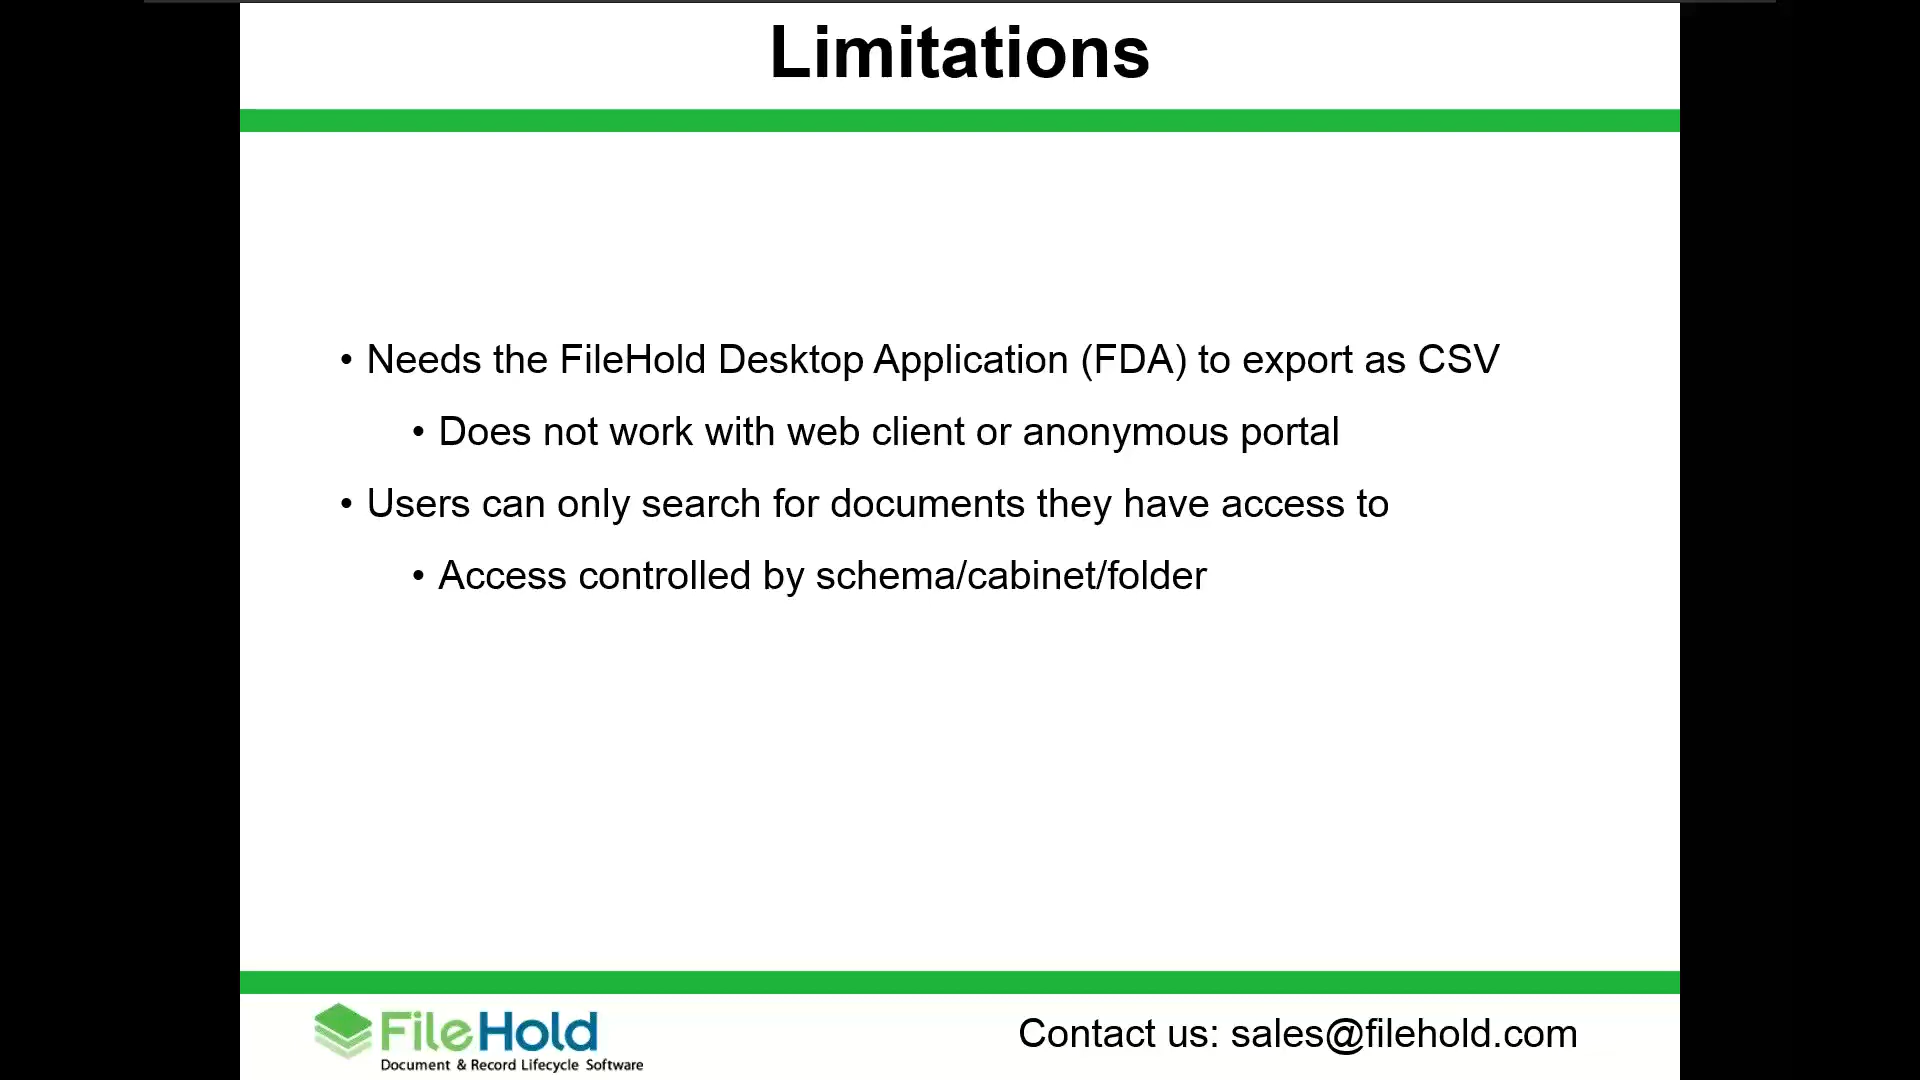 Limitations
• Needs the FileHold Desktop Application (FDA) to export as CSV
• Does not work with web client or anonymous portal
• Users can only search for documents they have access to
• Access controlled by schema/cabinet/folder
FileHold
Document & Record Lifecycle Software
Contact us: sales@filehold.com